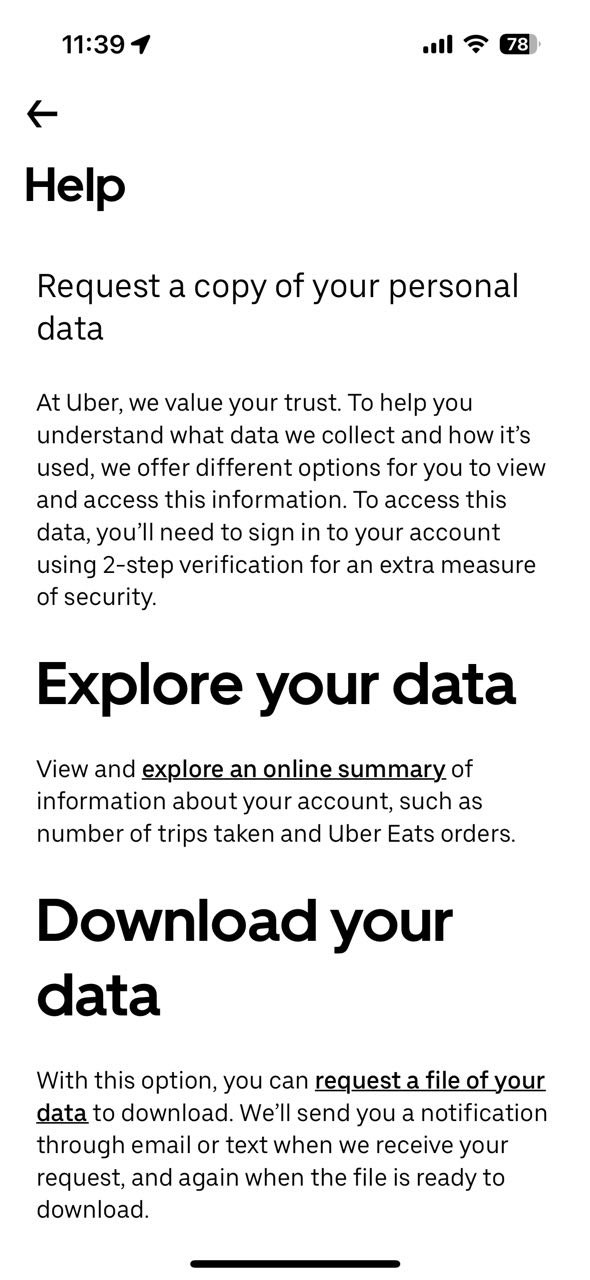 11:39
78
Help
Request a copy of your personal
data
At Uber, we value your trust. To help you
understand what data we collect and how it’s
used, we offer different options for you to view
and access this information. To access this
data, you’ll need to sign in to your account
using 2-step verification for an extra measure
of security.
Explore your data
View and explore an online summary of
information about your account, such as
number of trips taken and Uber Eats orders.
Download your
data
With this option, you can request a file of your
data to download. We’ll send you a notification
through email or text when we receive your
request, and again when the file is ready to
download.